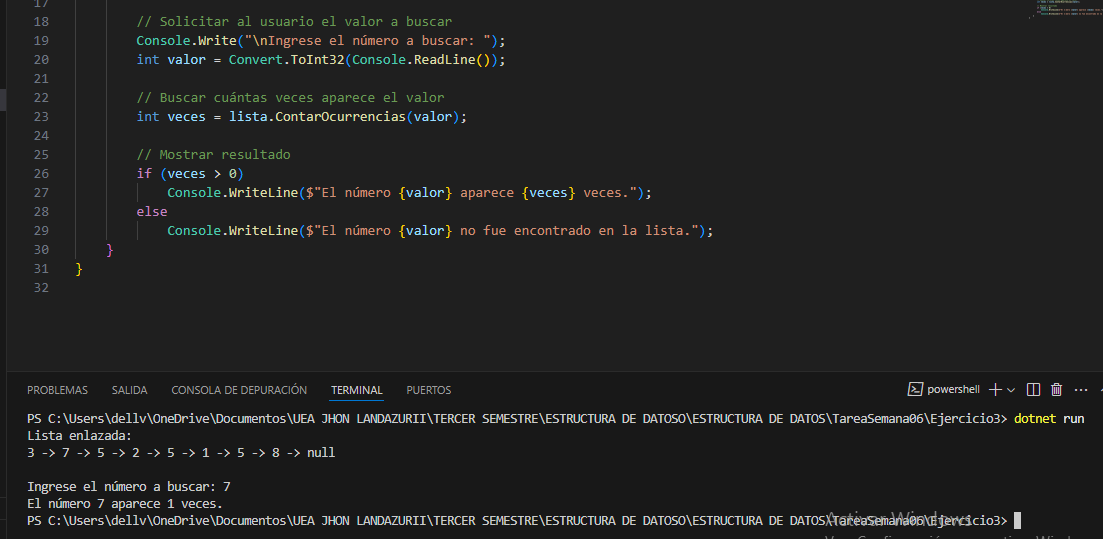 17
18 // Solicitar al usuario el valor a buscar
19 Console.Write("\nIngrese el número a buscar: ");
20 int valor = Convert.ToInt32(Console.ReadLine());
21
22 // Buscar cuántas veces aparece el valor
23 int veces = lista.ContarOcurrencias(valor);
24
25 // Mostrar resultado
26 if (veces > 0)
27 Console.WriteLine($"El número {valor} aparece {veces} veces.");
28 else
29 Console.WriteLine($"El número {valor} no fue encontrado en la lista.");
30 }
31 }
32
PROBLEMAS SALIDA CONSOLA DE DEPURACIÓN TERMINAL PUERTOS powershell
PS C:\Users\dellv\OneDrive\Documentos\UEA JHON LANDAZURII\TERCER SEMESTRE\ESTRUCTURA DE DATOSO\ESTRUCTURA DE DATOS\TareaSemana06\Ejercicio3> dotnet run
Lista enlazada:
3 -> 7 -> 5 -> 2 -> 5 -> 1 -> 5 -> 8 -> null
Ingrese el número a buscar: 7
El número 7 aparece 1 veces.
PS C:\Users\dellv\OneDrive\Documentos\UEA JHON LANDAZURII\TERCER SEMESTRE\ESTRUCTURA DE DATOSO\ESTRUCTURA DE DATOS\TareaSemana06\Ejercicio3>
Activar Windows